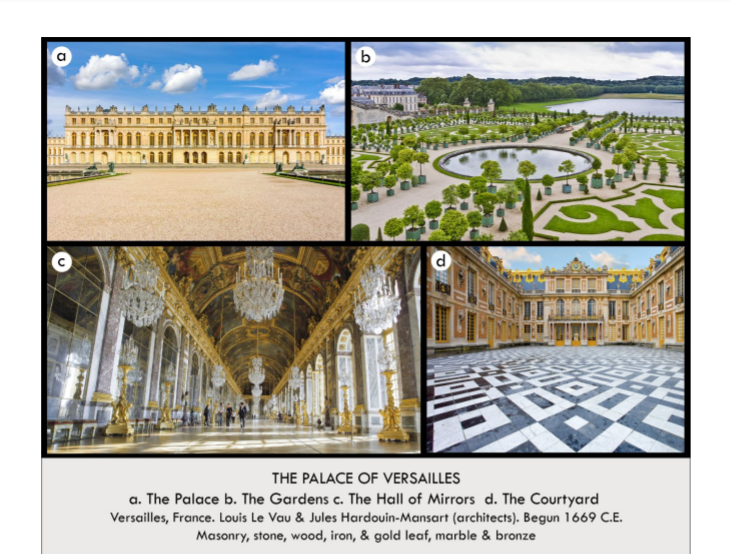 a
b
c
d
THE PALACE OF VERSAILLES
a. The Palace b. The Gardens c. The Hall of Mirrors d. The Courtyard
Versailles, France. Louis Le Vau & Jules Hardouin-Mansart (architects). Begun 1669 C.E.
Masonry, stone, wood, iron, & gold leaf, marble & bronze